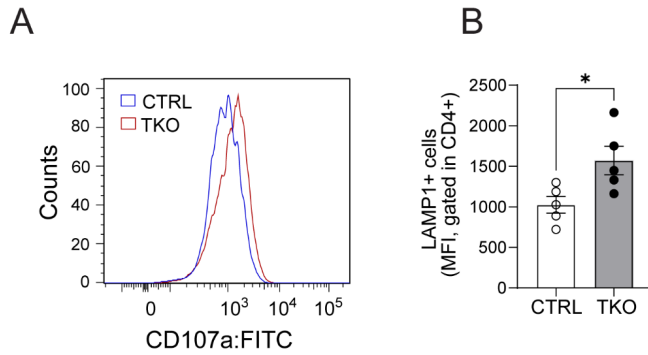 A
Counts
100
80
60
40
20
0
CTRL
TKO
0 10³ 10⁴ 10⁵
CD107a:FITC
B
LAMP1+ cells
(MFI, gated in CD4+)
2500
2000
1500
1000
500
0
*
CTRL TKO